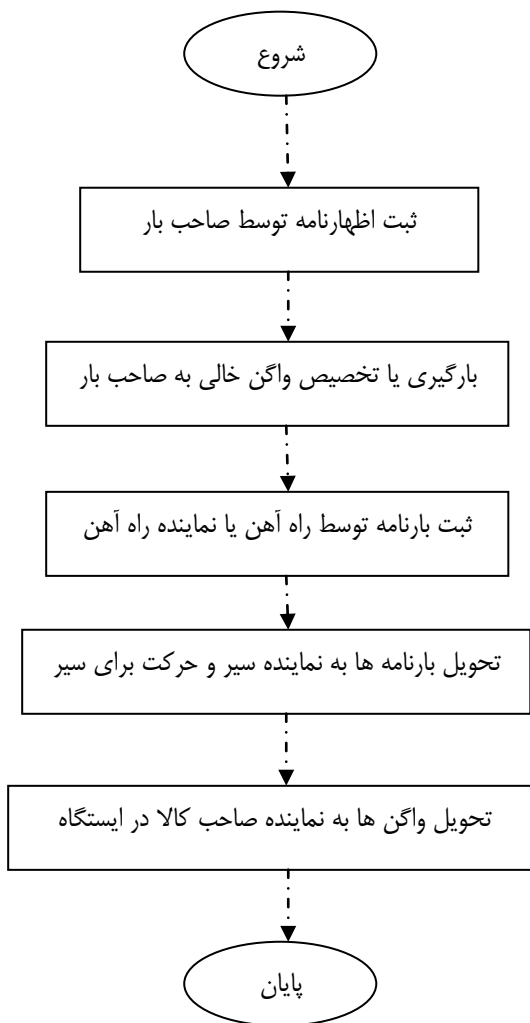 شروع
ثبت اظهارنامه توسط صاحب بار
بارگیری یا تخصیص واگن خالی به صاحب بار
ثبت بارنامه توسط راه آهن یا نماینده راه آهن
تحویل بارنامه ها به نماینده سیر و حرکت برای سیر
تحویل واگن ها به نماینده صاحب کالا در ایستگاه
پایان